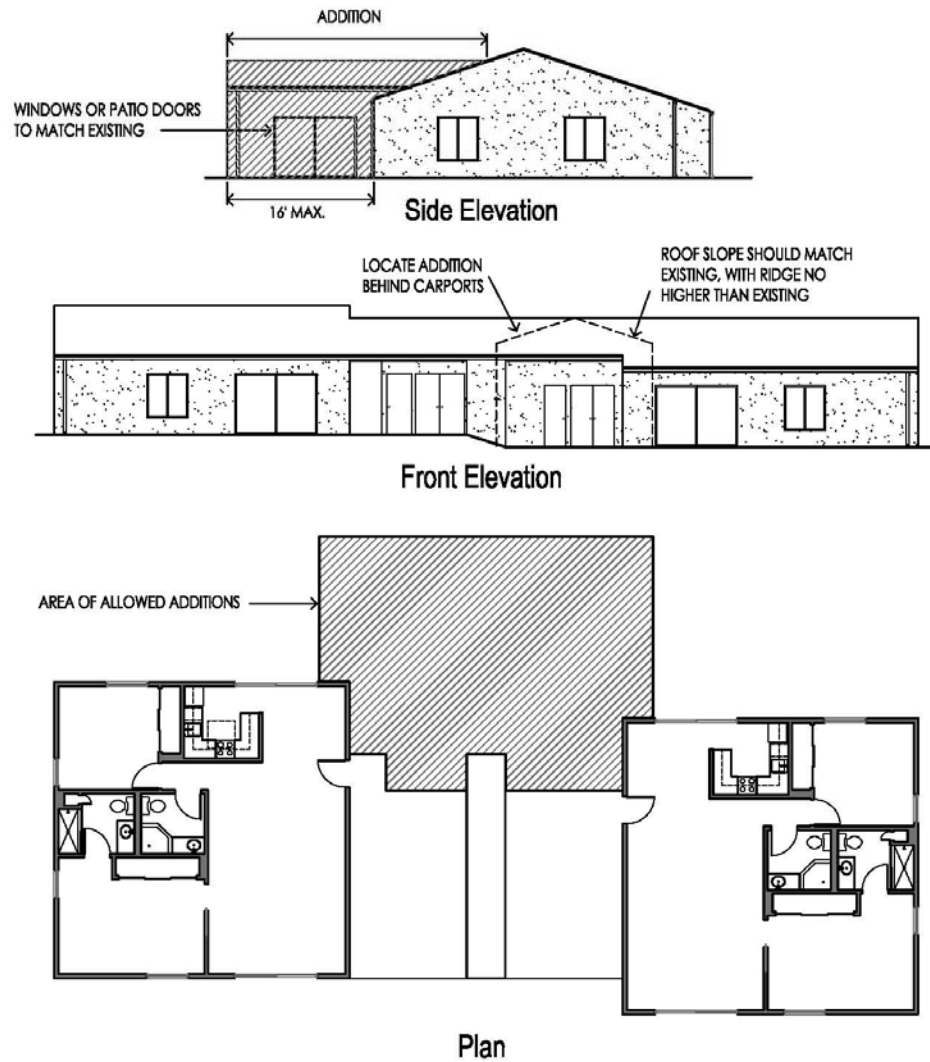 ADDITION
WINDOWS OR PATIO DOORS
TO MATCH EXISTING
16' MAX.
Side Elevation
LOCATE ADDITION
BEHIND CARPORTS
ROOF SLOPE SHOULD MATCH
EXISTING, WITH RIDGE NO
HIGHER THAN EXISTING
Front Elevation
AREA OF ALLOWED ADDITIONS
Plan